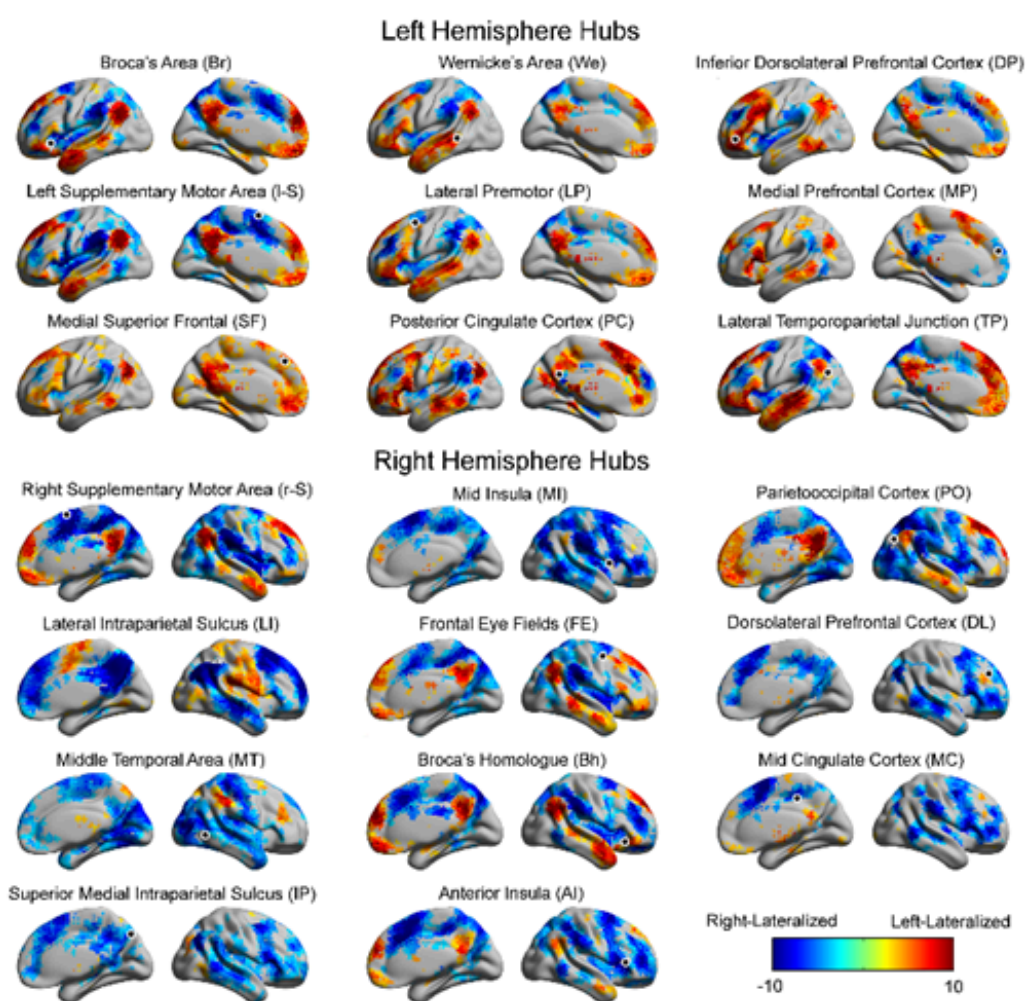 Left Hemisphere Hubs
Broca's Area (Br)
Wernicke's Area (We)
Inferior Dorsolateral Prefrontal Cortex (DP)
Left Supplementary Motor Area (l-S)
Lateral Premotor (LP)
Medial Prefrontal Cortex (MP)
Medial Superior Frontal (SF)
Posterior Cingulate Cortex (PC)
Lateral Temporoparietal Junction (TP)
Right Hemisphere Hubs
Right Supplementary Motor Area (r-S)
Mid Insula (MI)
Parietooccipital Cortex (PO)
Lateral Intraparietal Sulcus (LI)
Frontal Eye Fields (FE)
Dorsolateral Prefrontal Cortex (DL)
Middle Temporal Area (MT)
Broca's Homologue (Bh)
Mid Cingulate Cortex (MC)
Superior Medial Intraparietal Sulcus (IP)
Anterior Insula (AI)
Right-Lateralized
Left-Lateralized
-10
10